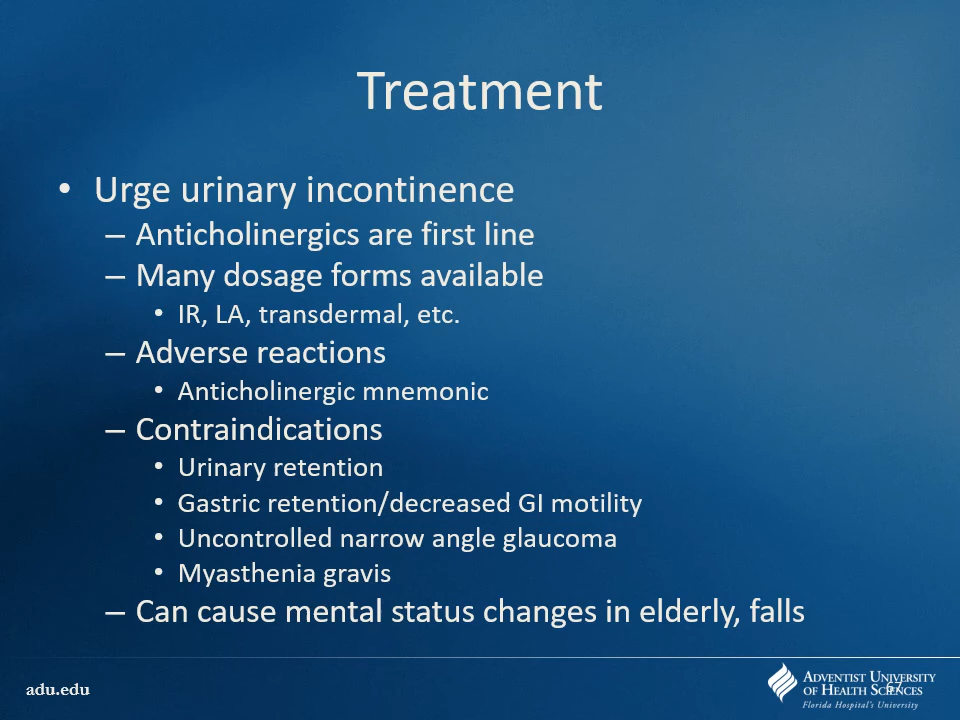 Treatment
• Urge urinary incontinence
– Anticholinergics are first line
– Many dosage forms available
• IR, LA, transdermal, etc.
– Adverse reactions
• Anticholinergic mnemonic
– Contraindications
• Urinary retention
• Gastric retention/decreased GI motility
• Uncontrolled narrow angle glaucoma
• Myasthenia gravis
– Can cause mental status changes in elderly, falls
adu.edu
ADVENTIST UNIVERSITY
OF HEALTH SCIENCES
Florida Hospital's University
67